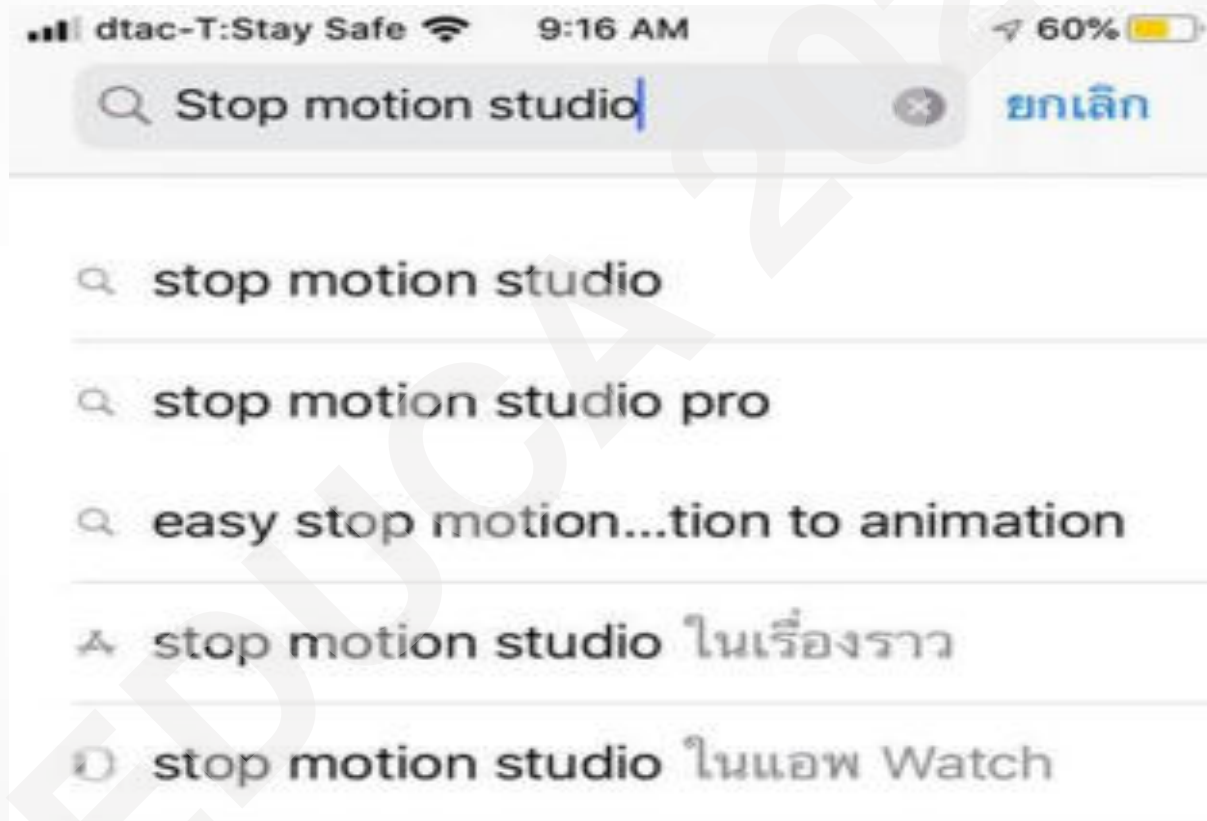 dtac-T:Stay Safe 9:16 AM 60%
Stop motion studio ยกเลิก
stop motion studio
stop motion studio pro
easy stop motion...tion to animation
stop motion studio ในเรื่องราว
stop motion studio ในแอพ Watch
EDUCA 202